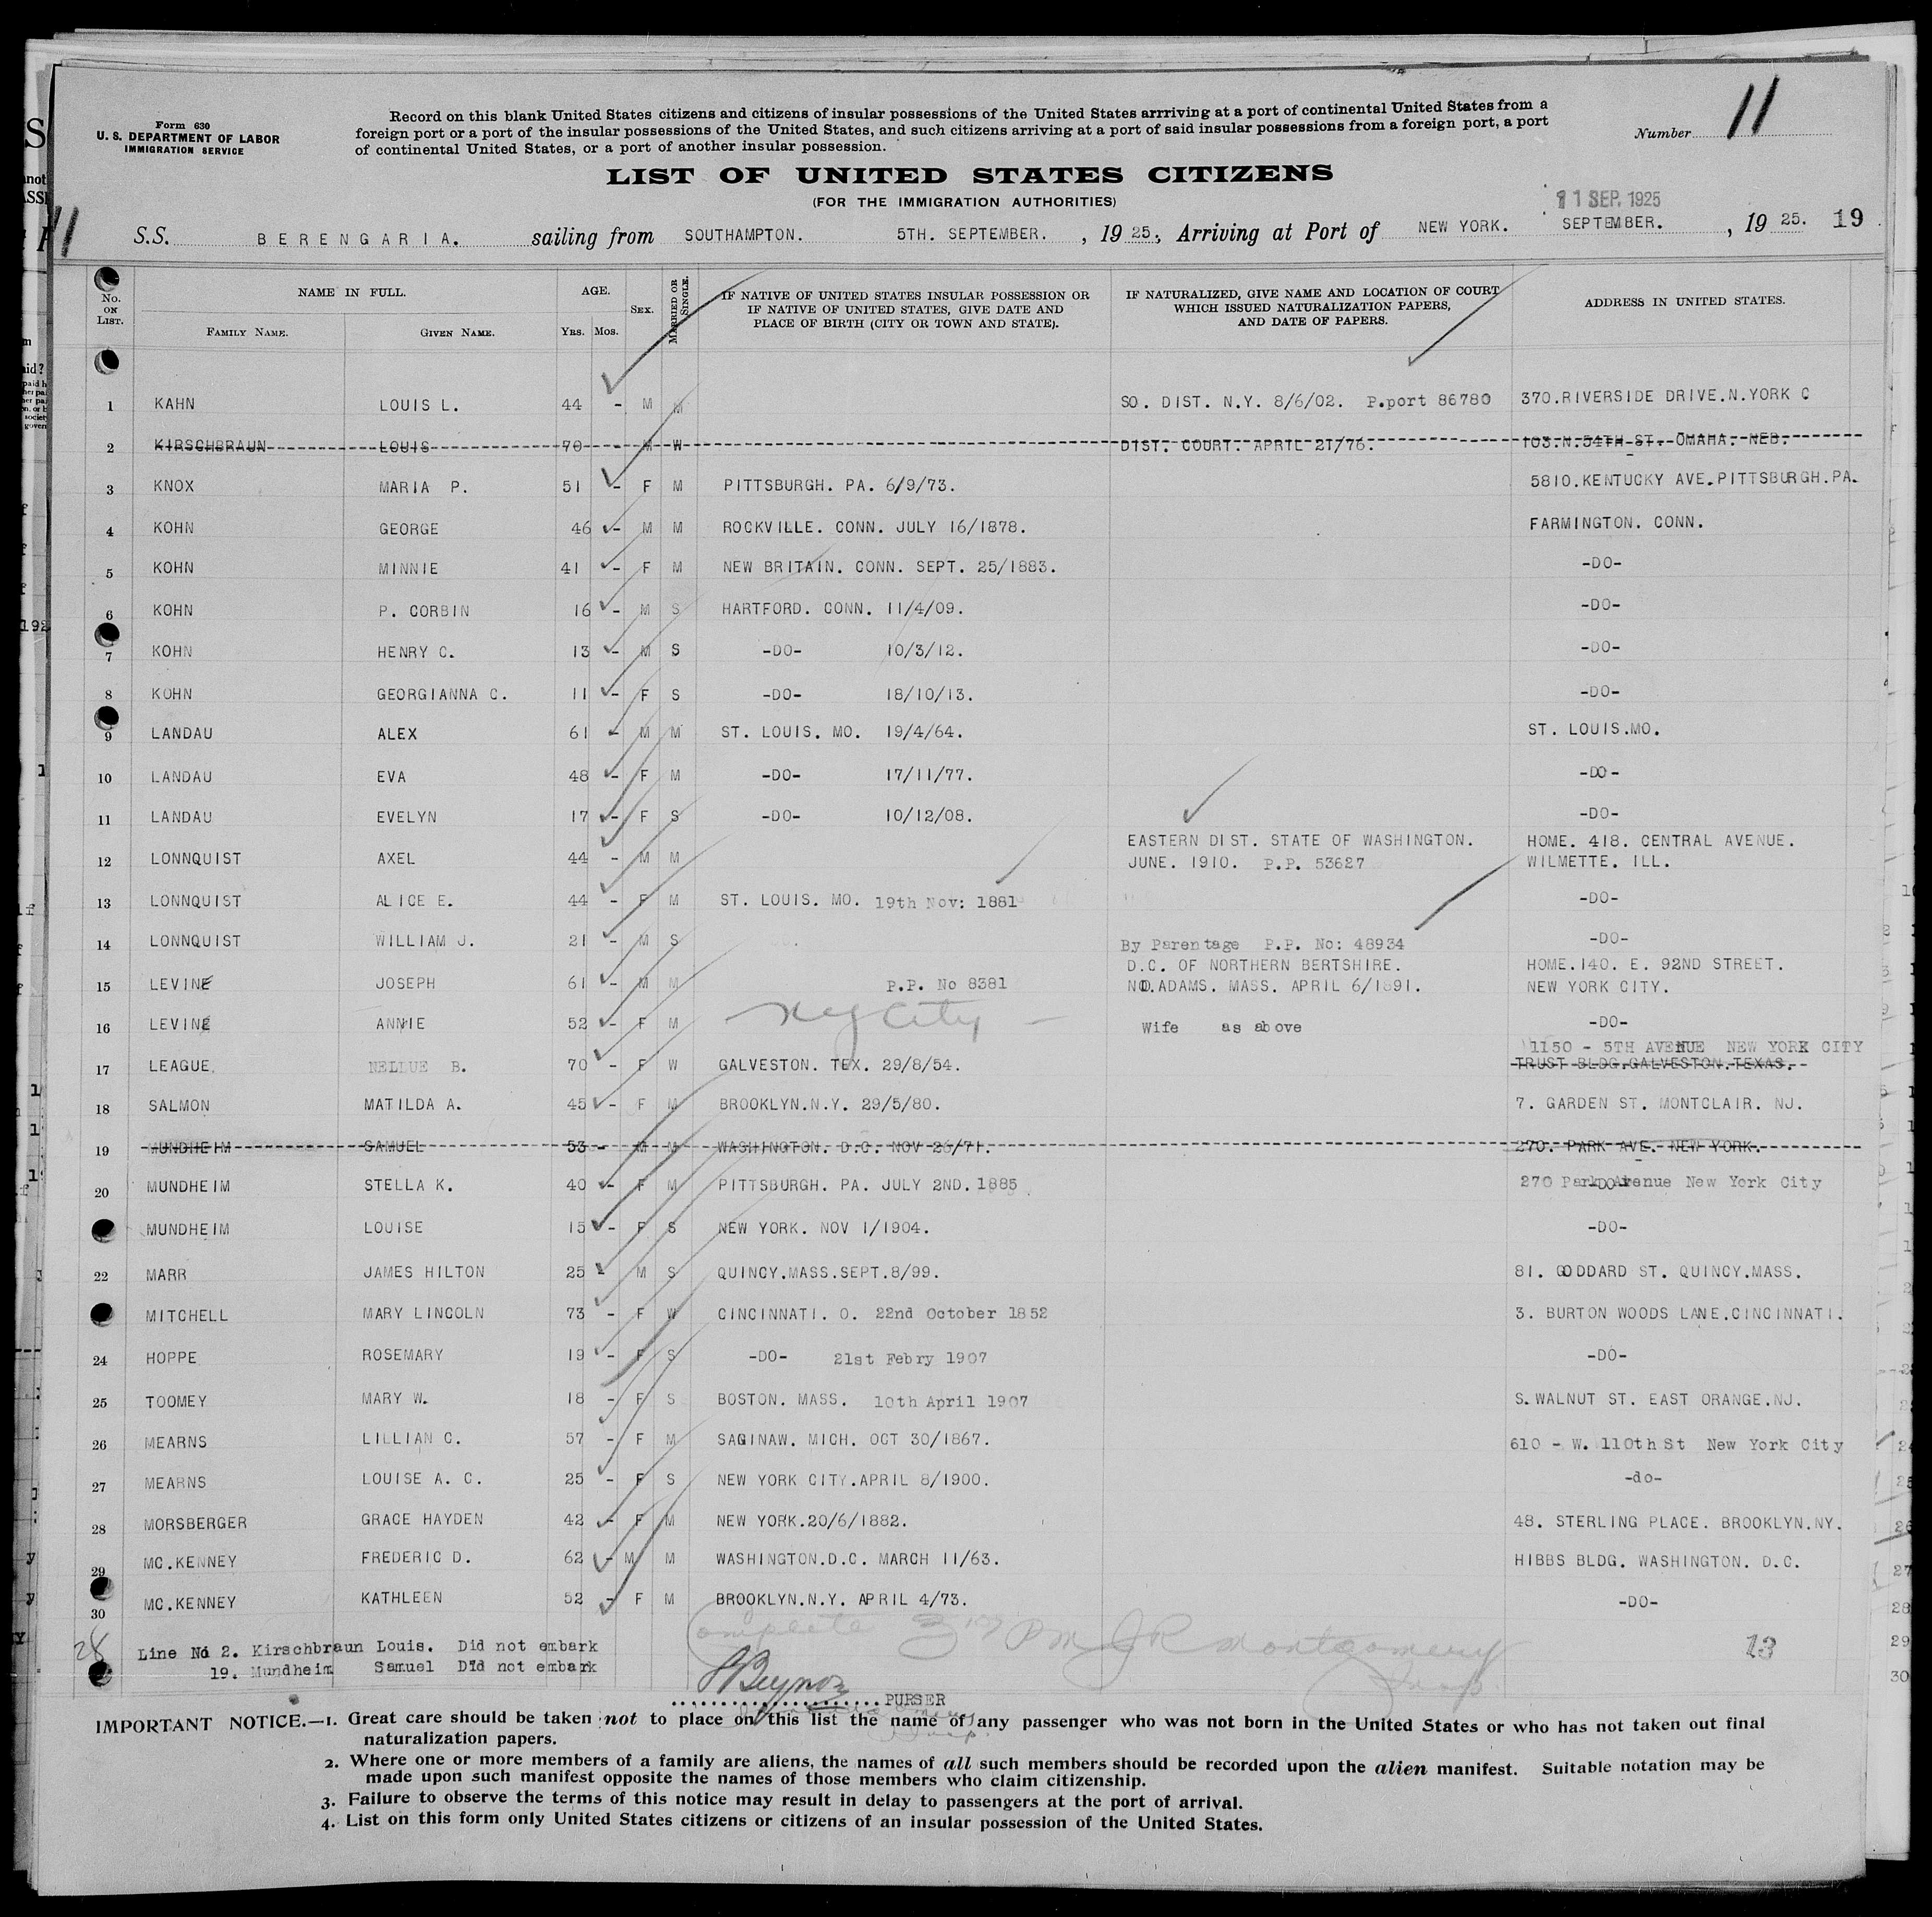 Form 630
U. S. DEPARTMENT OF LABOR
IMMIGRATION SERVICE
Record on this blank United States citizens and citizens of insular possessions of the United States arrriving at a port of continental United States from a
foreign port or a port of the insular possessions of the United States, and such citizens arriving at a port of said insular possessions from a foreign port, a port
of continental United States, or a port of another insular possession.
Number 11
LIST OF UNITED STATES CITIZENS
(FOR THE IMMIGRATION AUTHORITIES)
11 SEP. 1925
11 S.S. BERENGARIA. sailing from SOUTHAMPTON. 5TH. SEPTEMBER. , 19 25., Arriving at Port of NEW YORK. SEPTEMBER. , 19 25. 19
No. ON LIST. NAME IN FULL. AGE. SEX. MARRIED OR SINGLE. IF NATIVE OF UNITED STATES INSULAR POSSESSION OR IF NATIVE OF UNITED STATES, GIVE DATE AND PLACE OF BIRTH (CITY OR TOWN AND STATE). IF NATURALIZED, GIVE NAME AND LOCATION OF COURT WHICH ISSUED NATURALIZATION PAPERS, AND DATE OF PAPERS. ADDRESS IN UNITED STATES.
FAMILY NAME. GIVEN NAME. YRS. MOS.
1 KAHN LOUIS L. 44 - M M SO. DIST. N.Y. 8/6/02. P.port 86780 370.RIVERSIDE DRIVE.N.YORK C
2 KIRSCHBRAUN LOUIS 70 - M W DIST. COURT. APRIL 21/76. 103.N.54TH ST. OMAHA. NEB.
3 KNOX MARIA P. 51 - F M PITTSBURGH. PA. 6/9/73. 5810.KENTUCKY AVE.PITTSBURGH.PA.
4 KOHN GEORGE 46 - M M ROCKVILLE. CONN. JULY 16/1878. FARMINGTON. CONN.
5 KOHN MINNIE 41 - F M NEW BRITAIN. CONN. SEPT. 25/1883. -DO-
6 KOHN P. CORBIN 16 - M S HARTFORD. CONN. 11/4/09. -DO-
7 KOHN HENRY C. 13 - M S -DO- 10/3/12. -DO-
8 KOHN GEORGIANNA C. 11 - F S -DO- 18/10/13. -DO-
9 LANDAU ALEX 61 - M M ST. LOUIS. MO. 19/4/64. ST. LOUIS.MO.
10 LANDAU EVA 48 - F M -DO- 17/11/77. -DO-
11 LANDAU EVELYN 17 - F S -DO- 10/12/08. -DO-
EASTERN DIST. STATE OF WASHINGTON. HOME. 418. CENTRAL AVENUE.
12 LONNQUIST AXEL 44 - M M JUNE. 1910. P.P. 53627 WILMETTE. ILL.
13 LONNQUIST ALICE E. 44 - F M ST. LOUIS. MO. 19th Nov: 1881 -DO-
14 LONNQUIST WILLIAM J. 21 - M S By Parentage P.P. No: 48934 -DO-
D.C. OF NORTHERN BERTSHIRE. HOME.140. E. 92ND STREET.
15 LEVINE JOSEPH 61 - M M P.P. No 8381 NO.ADAMS. MASS. APRIL 6/1891. NEW YORK CITY.
16 LEVINE ANNIE 52 - F M NY City - Wife as above -DO-
1150 - 5TH AVENUE NEW YORK CITY
17 LEAGUE NELLIE B. 70 - F W GALVESTON. TEX. 29/8/54. TRUST BLDG.GALVESTON.TEXAS.
18 SALMON MATILDA A. 45 - F M BROOKLYN.N.Y. 29/5/80. 7. GARDEN ST. MONTCLAIR. NJ.
19 MUNDHEIM SAMUEL 53 - M M WASHINGTON. D.C. NOV 26/71. 270. PARK AVE. NEW YORK.
20 MUNDHEIM STELLA K. 40 - F M PITTSBURGH. PA. JULY 2ND. 1885 270 Park Avenue New York City
MUNDHEIM LOUISE 15 - F S NEW YORK. NOV 1/1904. -DO-
22 MARR JAMES HILTON 25 - M S QUINCY.MASS.SEPT.8/99. 81. GODDARD ST. QUINCY.MASS.
MITCHELL MARY LINCOLN 73 - F W CINCINNATI. O. 22nd October 1852 3. BURTON WOODS LANE.CINCINNATI.
24 HOPPE ROSEMARY 19 - F S -DO- 21st Febry 1907 -DO-
25 TOOMEY MARY W. 18 - F S BOSTON. MASS. 10th April 1907 S.WALNUT ST. EAST ORANGE.NJ.
26 MEARNS LILLIAN C. 57 - F M SAGINAW. MICH. OCT 30/1867. 610 - W. 110th St New York City
27 MEARNS LOUISE A. C. 25 - F S NEW YORK CITY.APRIL 8/1900. -do-
28 MORSBERGER GRACE HAYDEN 42 - F M NEW YORK.20/6/1882. 48. STERLING PLACE. BROOKLYN.NY.
29 MC.KENNEY FREDERIC D. 62 - M M WASHINGTON.D.C. MARCH 11/63. HIBBS BLDG. WASHINGTON. D.C.
30 MC.KENNEY KATHLEEN 52 - F M BROOKLYN.N.Y. APRIL 4/73. -DO-
28 Line No 2. Kirschbraun Louis. Did not embark
19. Mundheim Samuel Did not embark
Complete PM J R Montgomery
Insp.
13
PURSER
IMPORTANT NOTICE.—1. Great care should be taken not to place on this list the name of any passenger who was not born in the United States or who has not taken out final
naturalization papers.
2. Where one or more members of a family are aliens, the names of all such members should be recorded upon the alien manifest. Suitable notation may be
made upon such manifest opposite the names of those members who claim citizenship.
3. Failure to observe the terms of this notice may result in delay to passengers at the port of arrival.
4. List on this form only United States citizens or citizens of an insular possession of the United States.